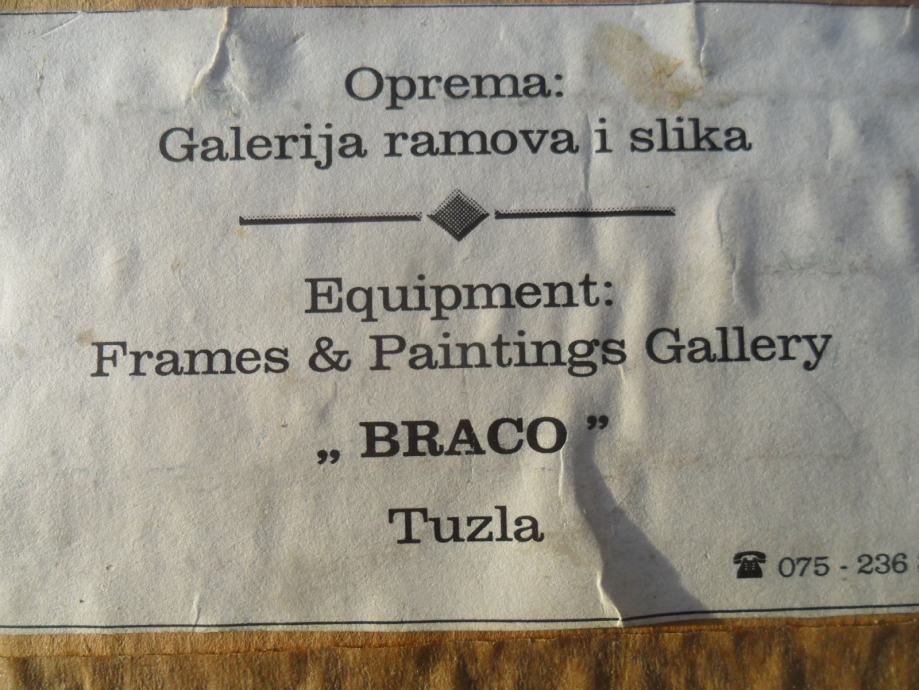 Oprema:
Galerija ramova i slika
Equipment:
Frames & Paintings Gallery
„ BRACO ”
Tuzla
☎ 075 - 236